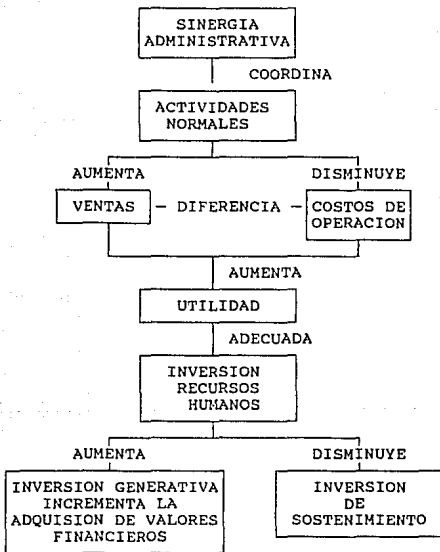 SINERGIA
ADMINISTRATIVA
COORDINA
ACTIVIDADES
NORMALES
AUMENTA DISMINUYE
VENTAS — DIFERENCIA — COSTOS DE
OPERACION
AUMENTA
UTILIDAD
ADECUADA
INVERSION
RECURSOS
HUMANOS
AUMENTA DISMINUYE
INVERSION GENERATIVA
INCREMENTA LA
ADQUISION DE VALORES
FINANCIEROS
INVERSION
DE
SOSTENIMIENTO